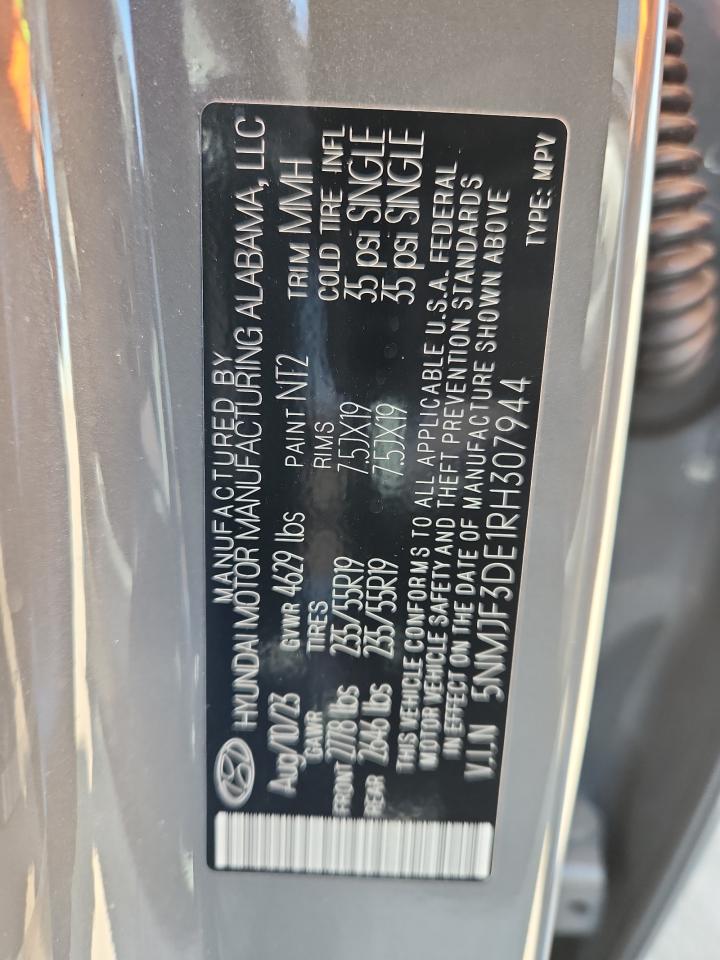 MANUFACTURED BY
HYUNDAI MOTOR MANUFACTURING ALABAMA, LLC
Aug/10/23 GVWR 4629 lbs PAINT NT2 TRIM MMH
GAWR TIRES RIMS COLD TIRE INFL
FRONT 2778 lbs 235/55R19 7.5JX19 35 psi SINGLE
REAR 2646 lbs 235/55R19 7.5JX19 35 psi SINGLE
THIS VEHICLE CONFORMS TO ALL APPLICABLE U.S.A. FEDERAL
MOTOR VEHICLE SAFETY AND THEFT PREVENTION STANDARDS
IN EFFECT ON THE DATE OF MANUFACTURE SHOWN ABOVE
V.I.N 5NMJF3DE1RH307944 TYPE: MPV